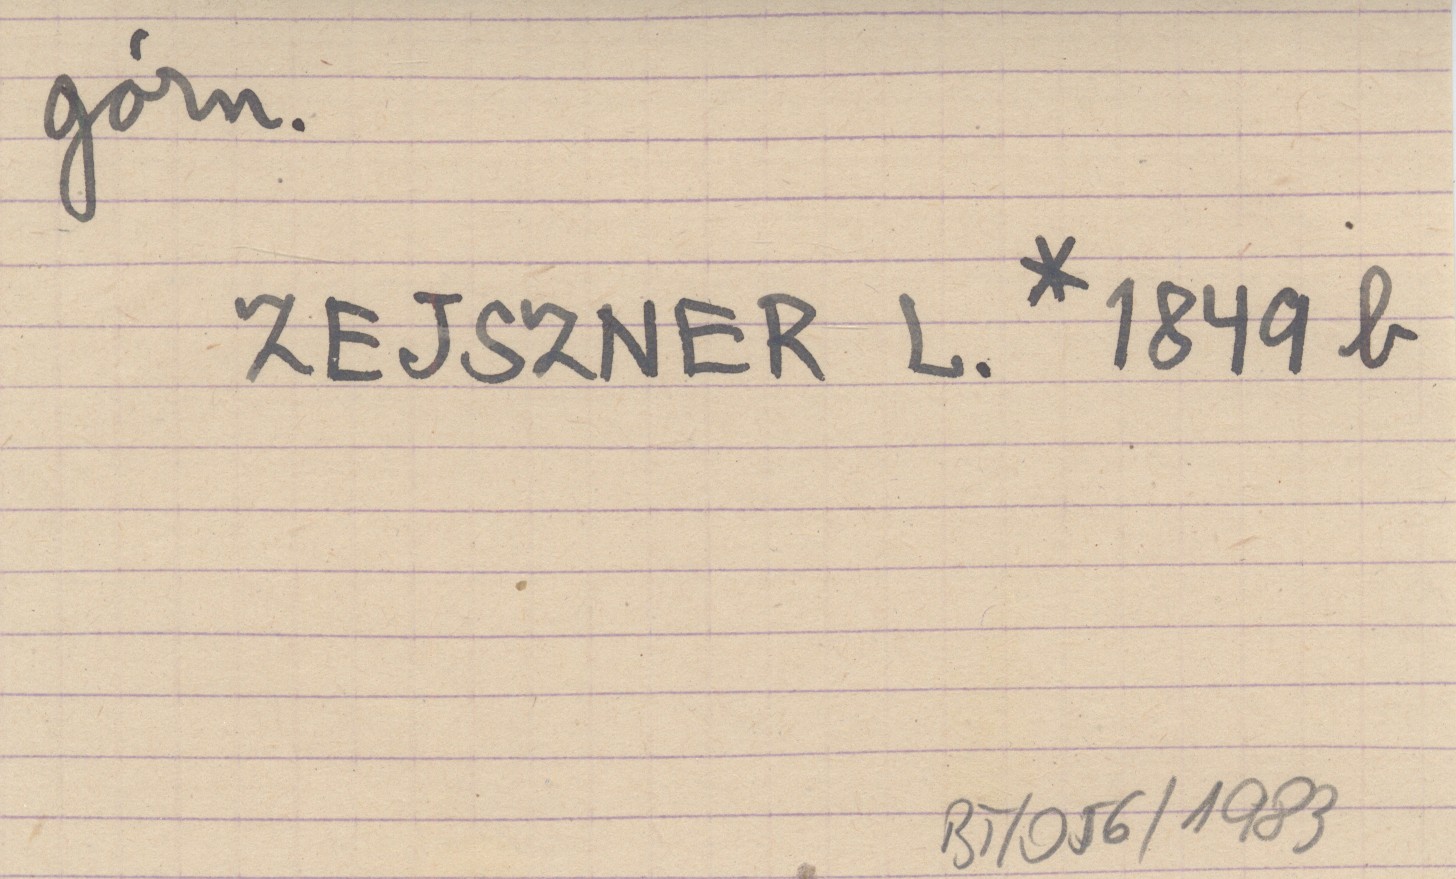 górn.
ZEJSZNER L.*1849 b
BT/056/1983